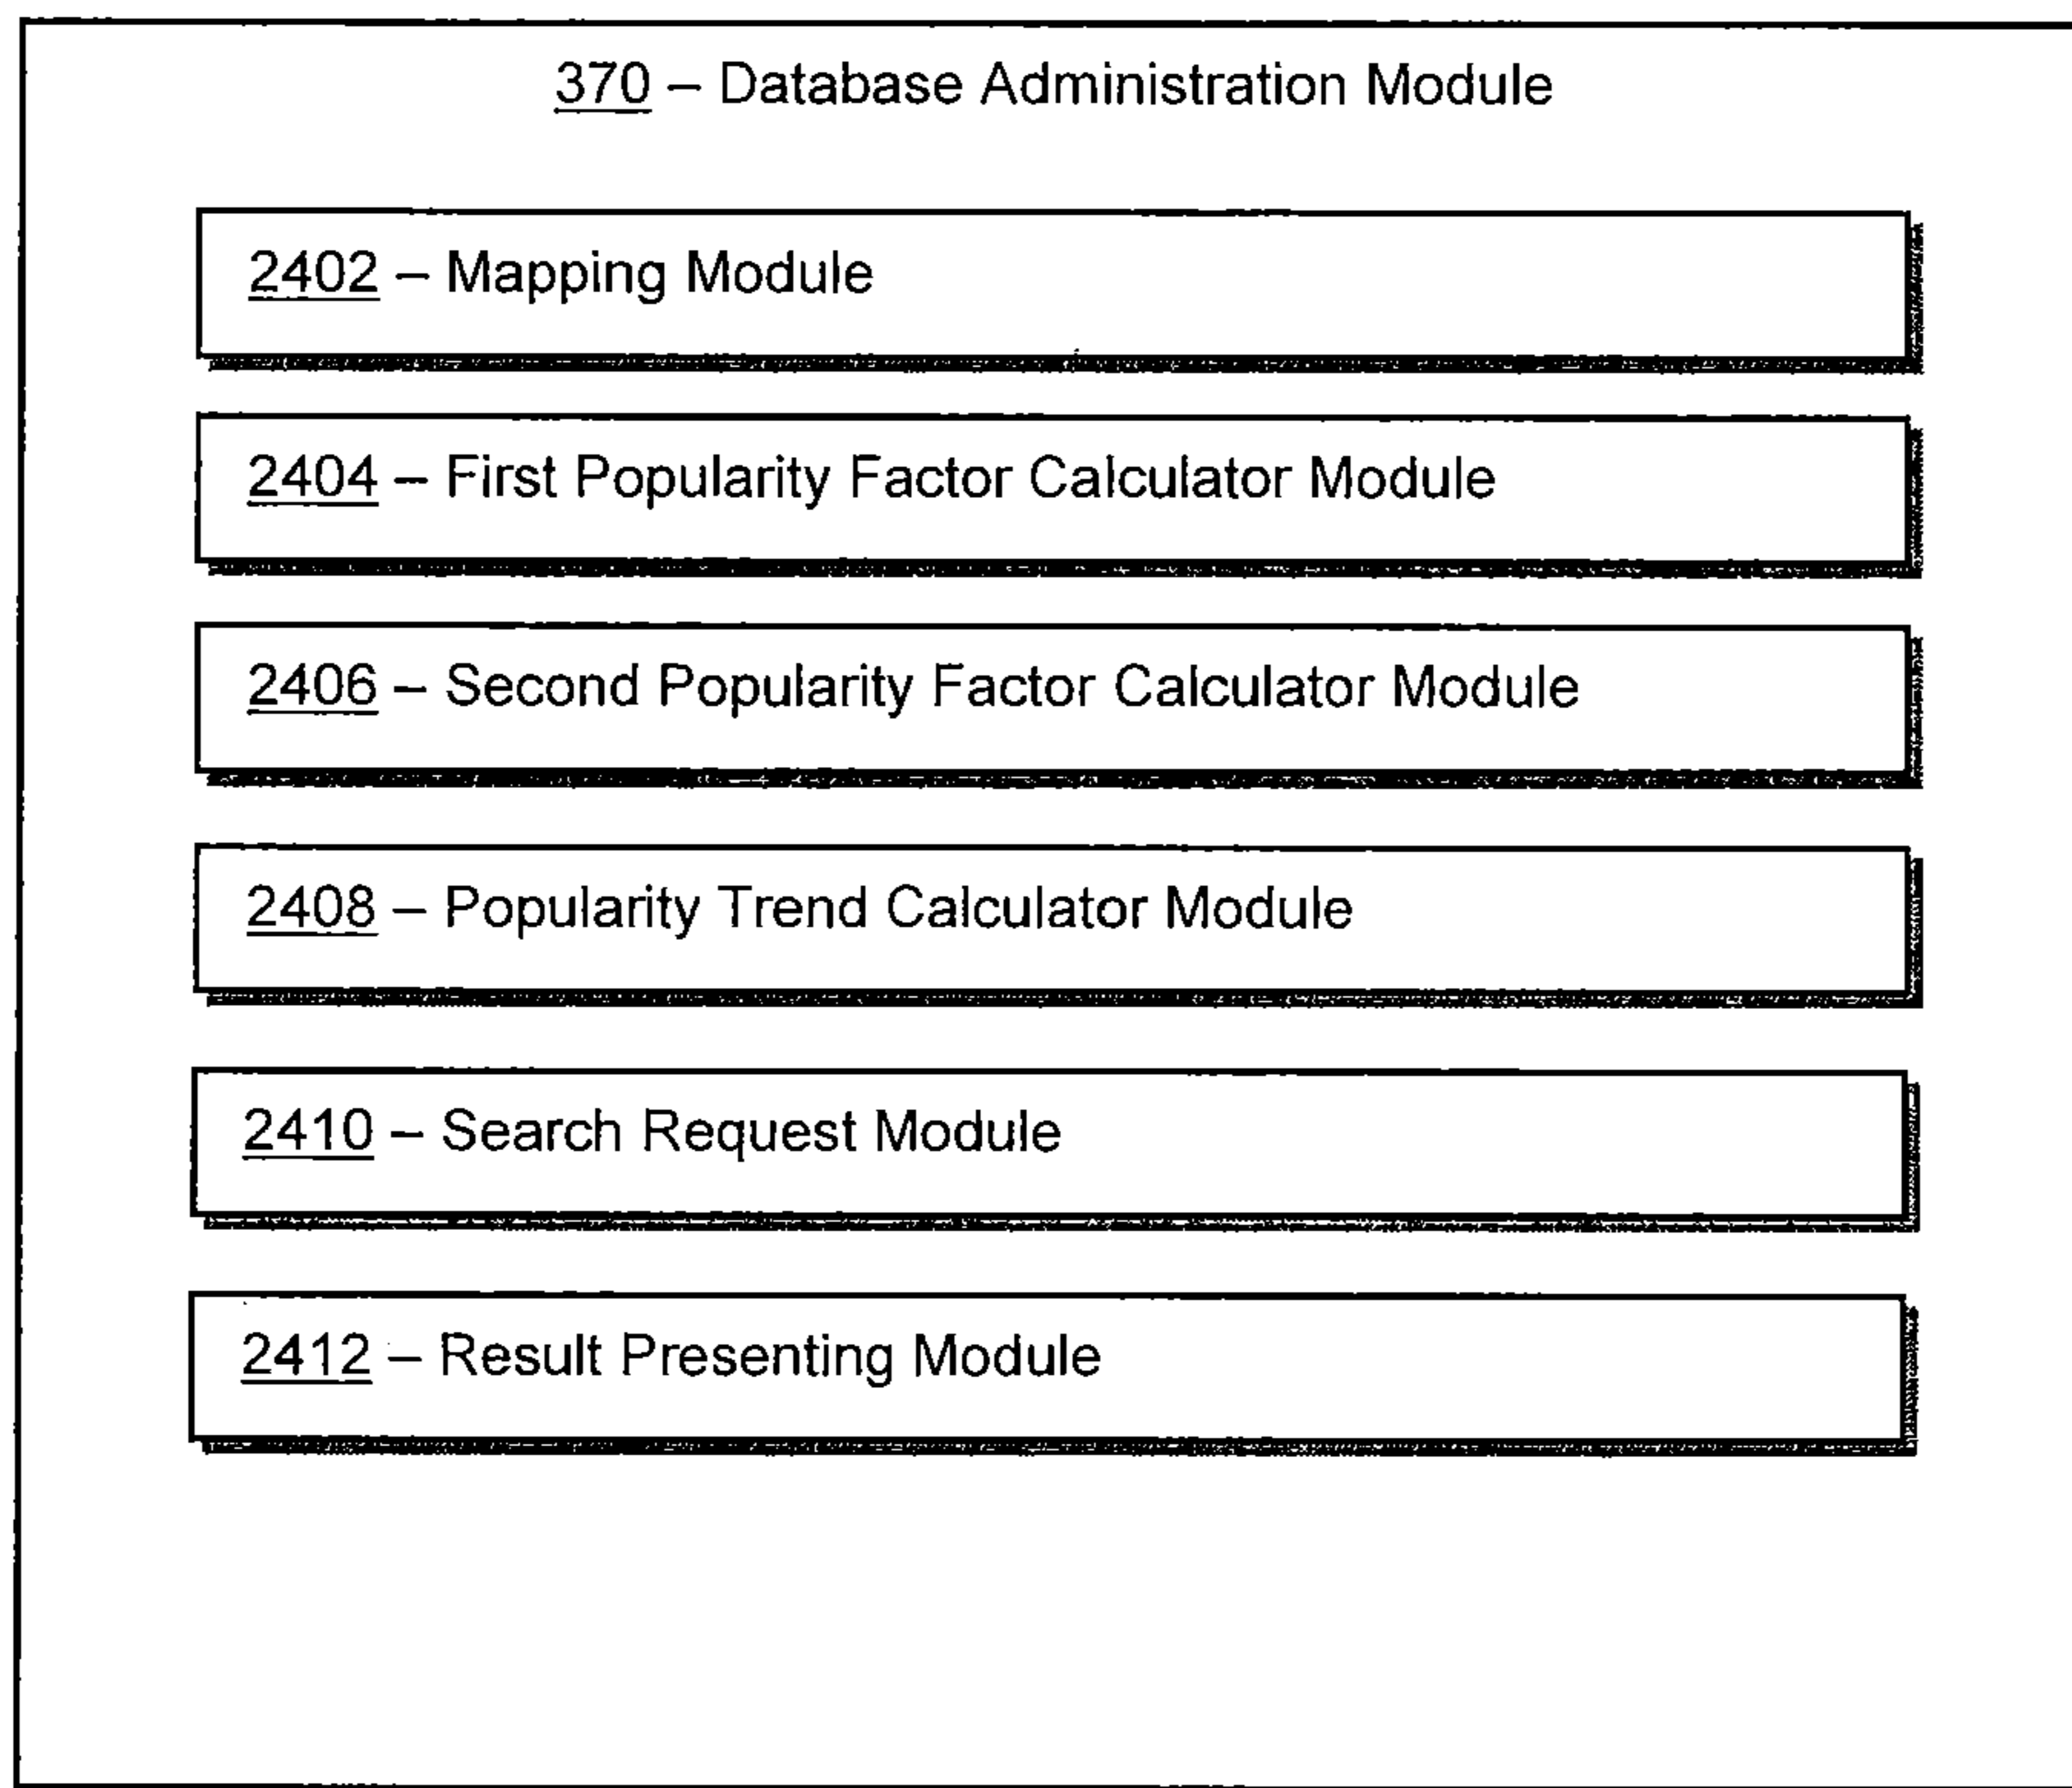 370 – Database Administration Module
2402 – Mapping Module
2404 – First Popularity Factor Calculator Module
2406 – Second Popularity Factor Calculator Module
2408 – Popularity Trend Calculator Module
2410 – Search Request Module
2412 – Result Presenting Module